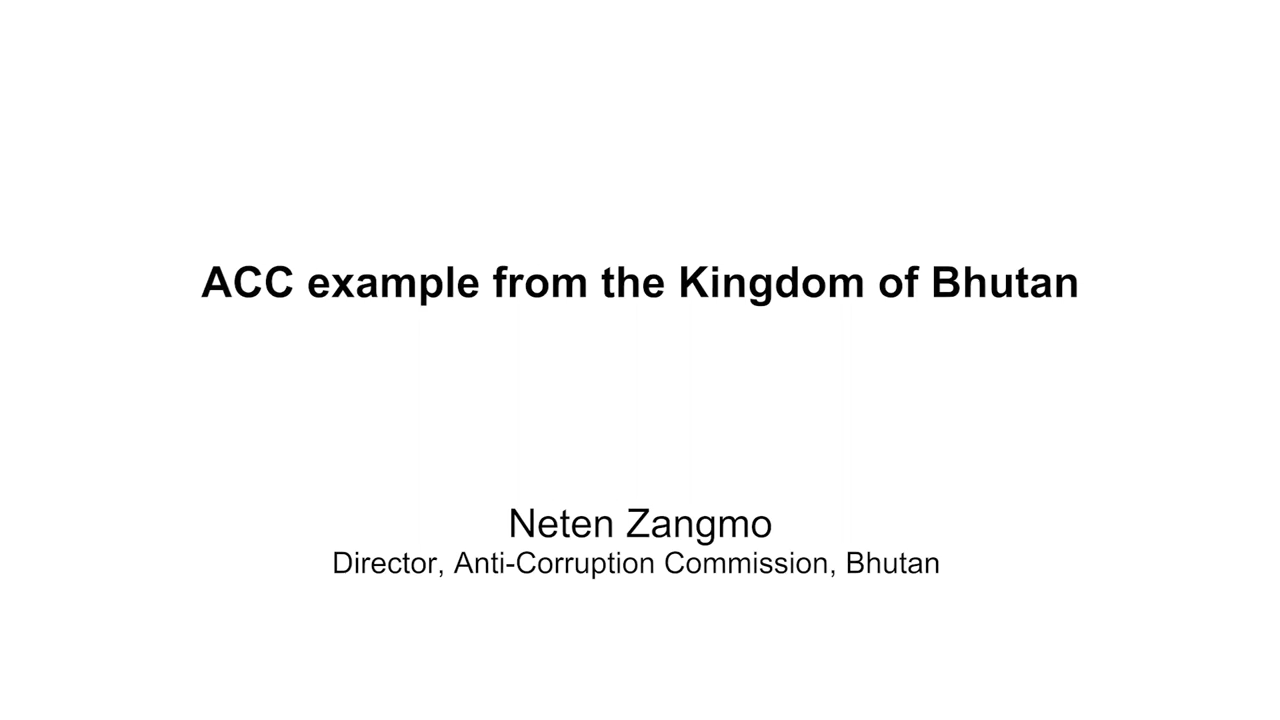 ACC example from the Kingdom of Bhutan
Neten Zangmo
Director, Anti-Corruption Commission, Bhutan